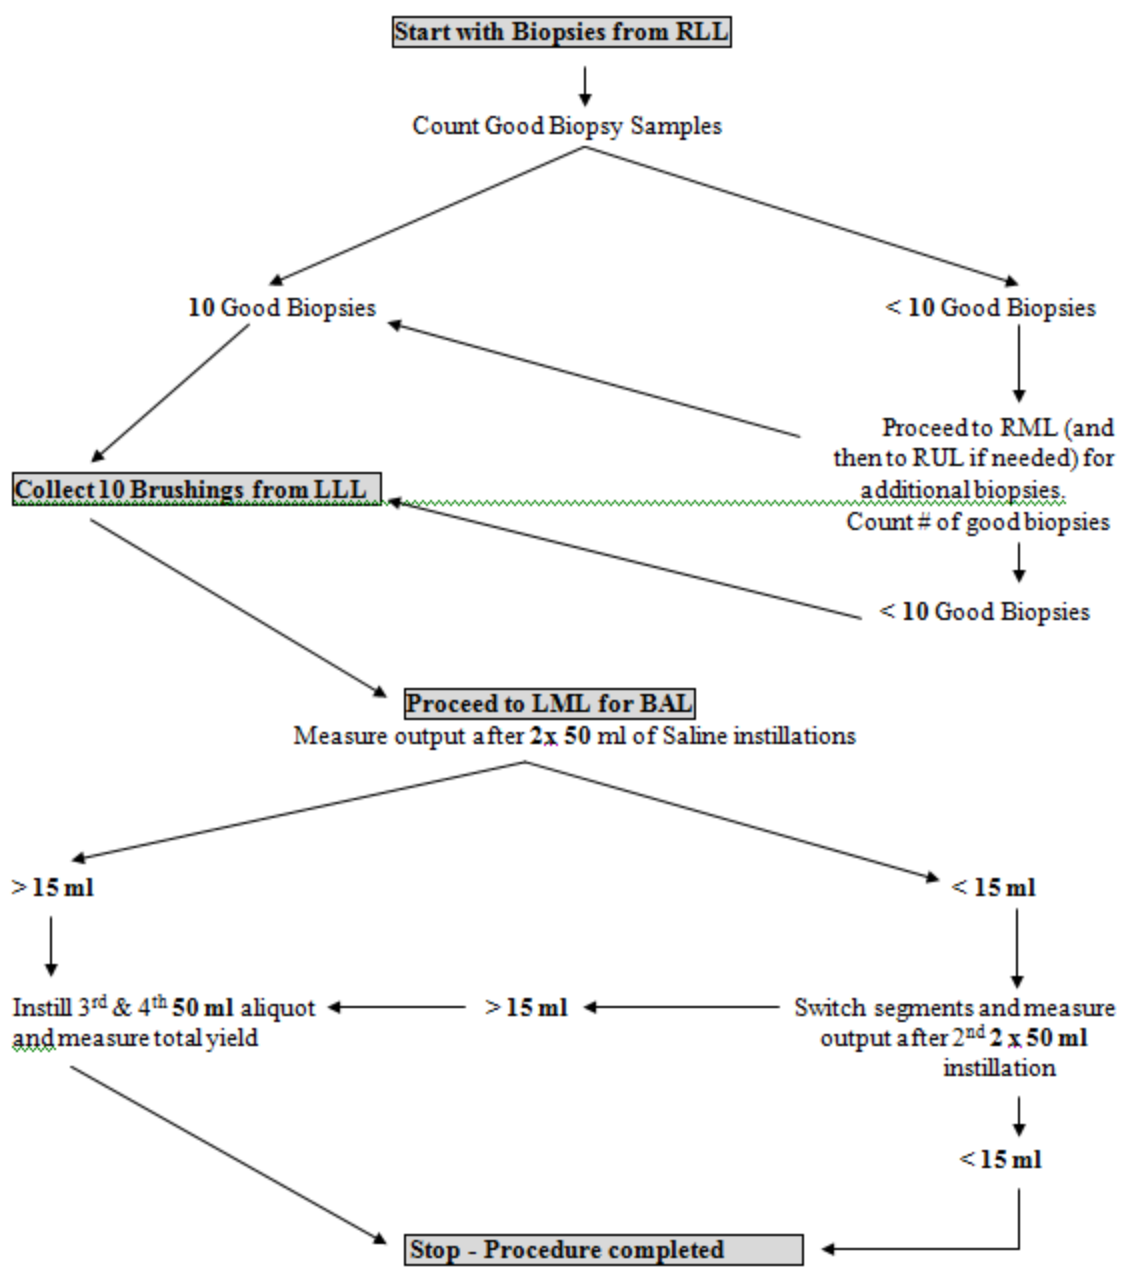 Start with Biopsies from RLL
Count Good Biopsy Samples
10 Good Biopsies
< 10 Good Biopsies
Proceed to RML (and
then to RUL if needed) for
additional biopsies.
Count # of good biopsies
Collect 10 Brushings from LLL
< 10 Good Biopsies
Proceed to LML for BAL
Measure output after 2x 50 ml of Saline instillations
> 15 ml
< 15 ml
Instill 3rd & 4th 50 ml aliquot
and measure total yield
> 15 ml
Switch segments and measure
output after 2nd 2 x 50 ml
instillation
< 15 ml
Stop - Procedure completed